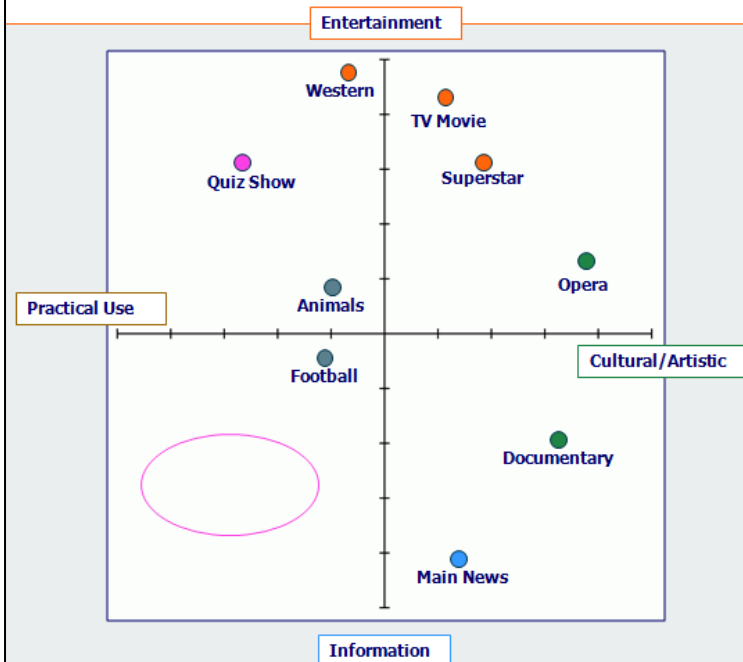 Entertainment
Western
TV Movie
Quiz Show
Superstar
Opera
Animals
Practical Use
Cultural/Artistic
Football
Documentary
Main News
Information